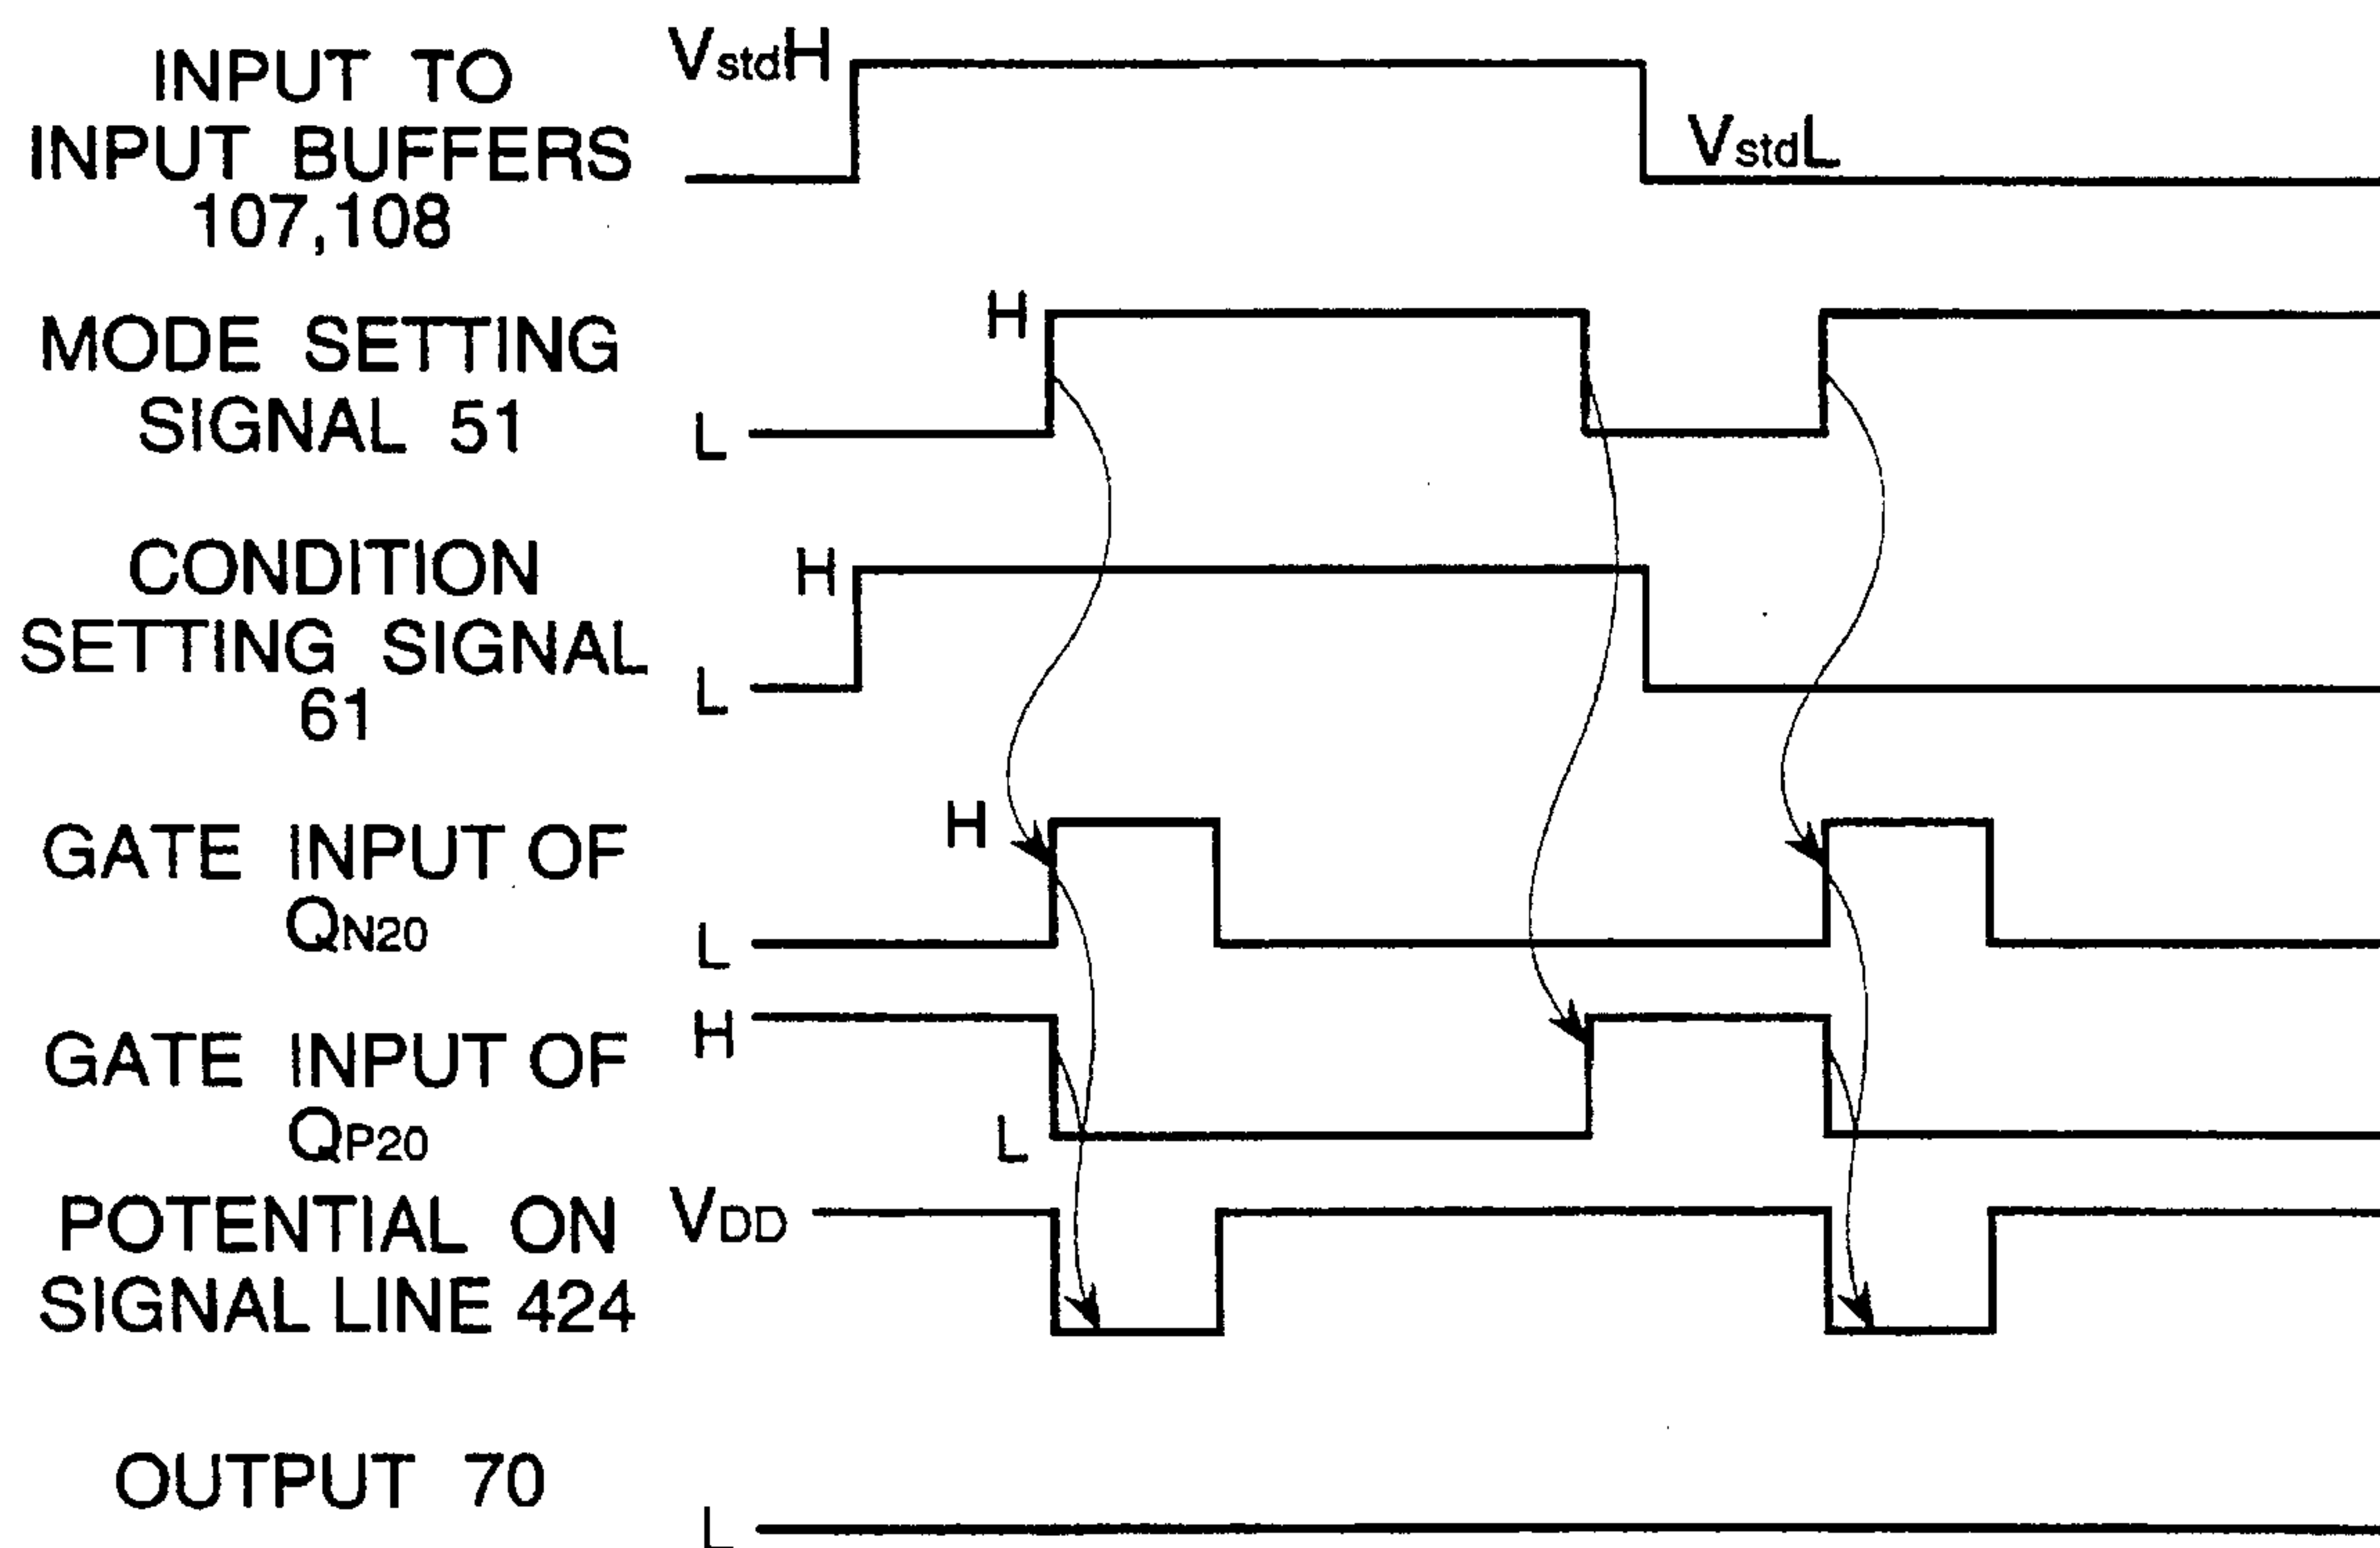 INPUT TO
INPUT BUFFERS
107,108
VstdH
VstdL
MODE SETTING
SIGNAL 51
H
L
CONDITION
SETTING SIGNAL
61
H
L
GATE INPUT OF
QN20
H
L
GATE INPUT OF
QP20
H
L
POTENTIAL ON
SIGNAL LINE 424
VDD
OUTPUT 70
L